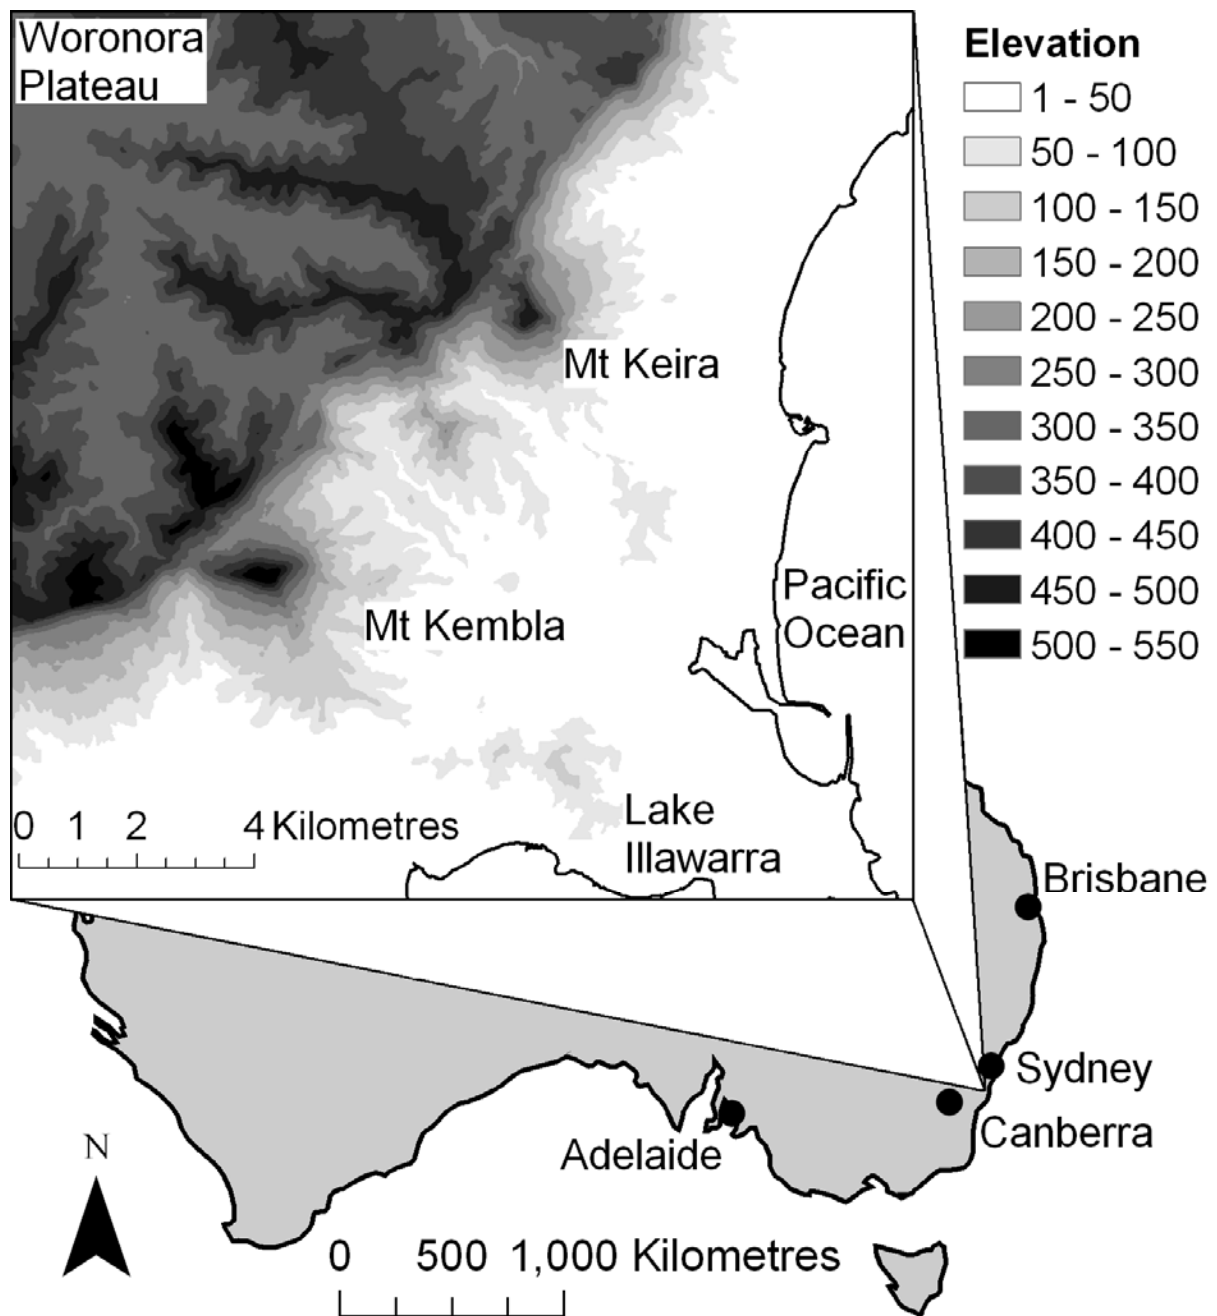 Woronora
Plateau
Mt Keira
Mt Kembla
Pacific
Ocean
Lake
Illawarra
0 1 2 4 Kilometres
Elevation
1 - 50
50 - 100
100 - 150
150 - 200
200 - 250
250 - 300
300 - 350
350 - 400
400 - 450
450 - 500
500 - 550
Brisbane
Sydney
Canberra
Adelaide
N
0 500 1,000 Kilometres